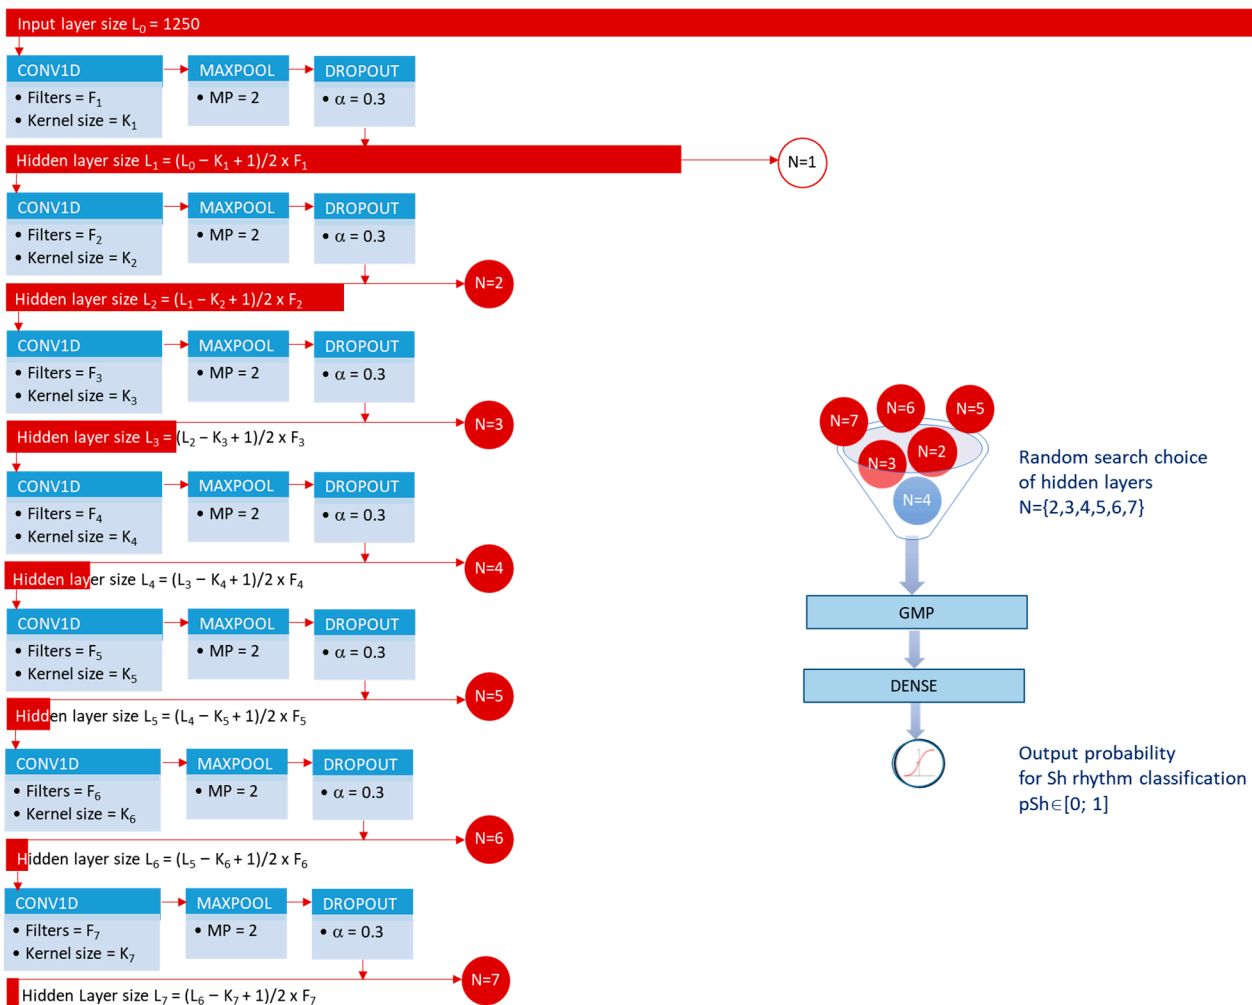 Input layer size L₀ = 1250
CONV1D
• Filters = F₁
• Kernel size = K₁
MAXPOOL
• MP = 2
DROPOUT
• α = 0.3
Hidden layer size L₁ = (L₀ – K₁ + 1)/2 x F₁
N=1
CONV1D
• Filters = F₂
• Kernel size = K₂
MAXPOOL
• MP = 2
DROPOUT
• α = 0.3
N=2
Hidden layer size L₂ = (L₁ – K₂ + 1)/2 x F₂
CONV1D
• Filters = F₃
• Kernel size = K₃
MAXPOOL
• MP = 2
DROPOUT
• α = 0.3
N=3
Hidden layer size L₃ = (L₂ – K₃ + 1)/2 x F₃
CONV1D
• Filters = F₄
• Kernel size = K₄
MAXPOOL
• MP = 2
DROPOUT
• α = 0.3
N=4
Hidden layer size L₄ = (L₃ – K₄ + 1)/2 x F₄
CONV1D
• Filters = F₅
• Kernel size = K₅
MAXPOOL
• MP = 2
DROPOUT
• α = 0.3
N=5
Hidden layer size L₅ = (L₄ – K₅ + 1)/2 x F₅
CONV1D
• Filters = F₆
• Kernel size = K₆
MAXPOOL
• MP = 2
DROPOUT
• α = 0.3
N=6
Hidden layer size L₆ = (L₅ – K₆ + 1)/2 x F₆
CONV1D
• Filters = F₇
• Kernel size = K₇
MAXPOOL
• MP = 2
DROPOUT
• α = 0.3
N=7
Hidden Layer size L₇ = (L₆ – K₇ + 1)/2 x F₇
N=7
N=6
N=5
N=3
N=2
N=4
Random search choice
of hidden layers
N={2,3,4,5,6,7}
GMP
DENSE
Output probability
for Sh rhythm classification
pSh∈[0; 1]